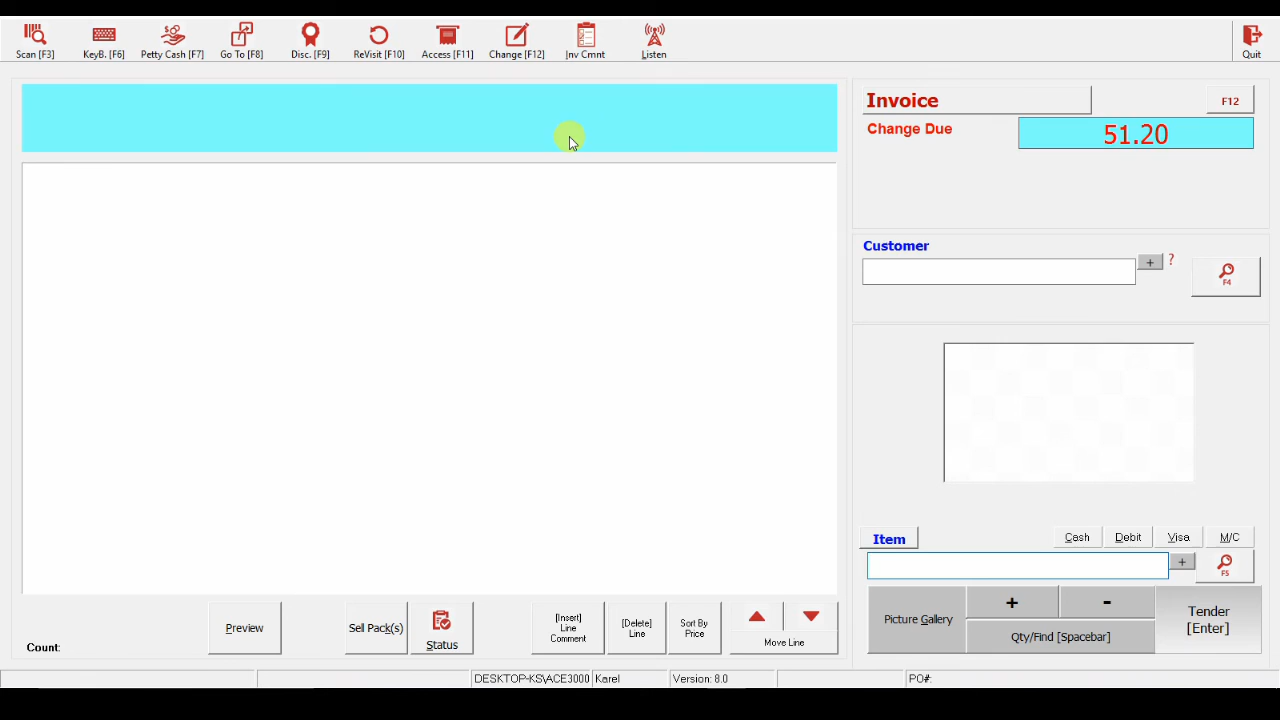 Scan [F3] KeyB. [F6] Petty Cash [F7] Go To [F8] Disc. [F9] ReVisit [F10] Access [F11] Change [F12] Inv Cmnt Listen Quit
Invoice F12
Change Due 51.20
Customer
+ ?
F4
Item Cash Debit Visa M/C
+ F5
Picture Gallery + - Tender
[Enter]
Qty/Find [Spacebar]
Count: Preview Sell Pack(s) Status [Insert]
Line
Comment [Delete]
Line Sort By
Price Move Line
DESKTOP-KS\ACE3000 Karel Version: 8.0 PO#: